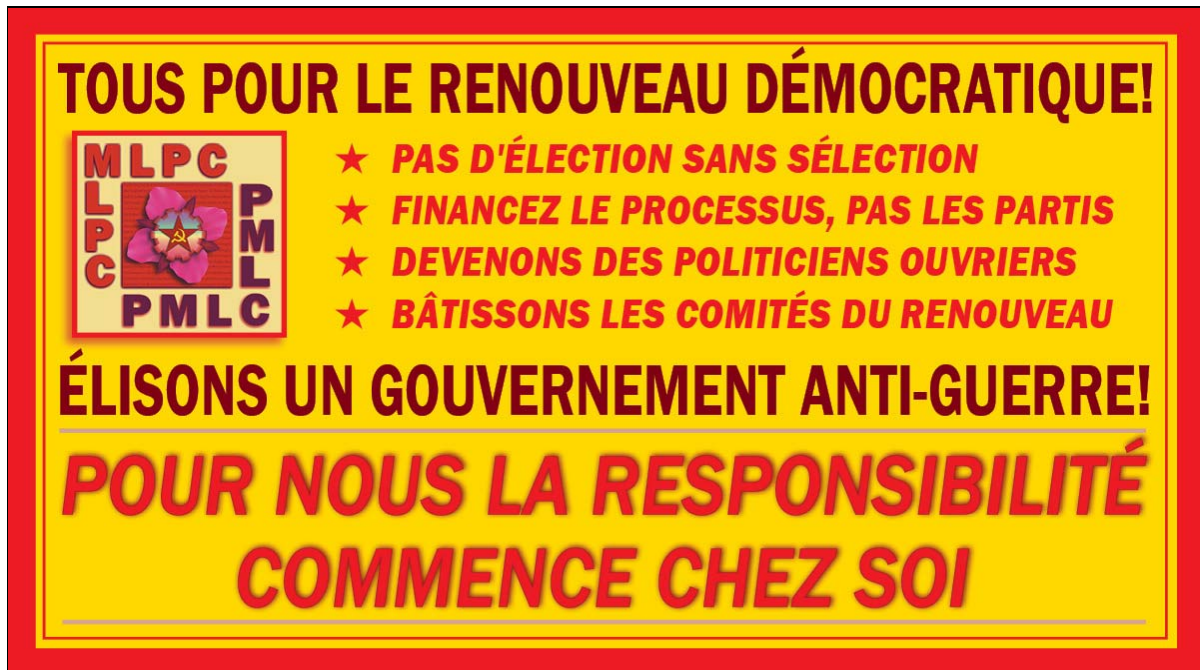 TOUS POUR LE RENOUVEAU DÉMOCRATIQUE!
MLPC
MLPC
PMLC
PMLC
★ PAS D'ÉLECTION SANS SÉLECTION
★ FINANCEZ LE PROCESSUS, PAS LES PARTIS
★ DEVENONS DES POLITICIENS OUVRIERS
★ BÂTISSONS LES COMITÉS DU RENOUVEAU
ÉLISONS UN GOUVERNEMENT ANTI-GUERRE!
POUR NOUS LA RESPONSIBILITÉ
COMMENCE CHEZ SOI